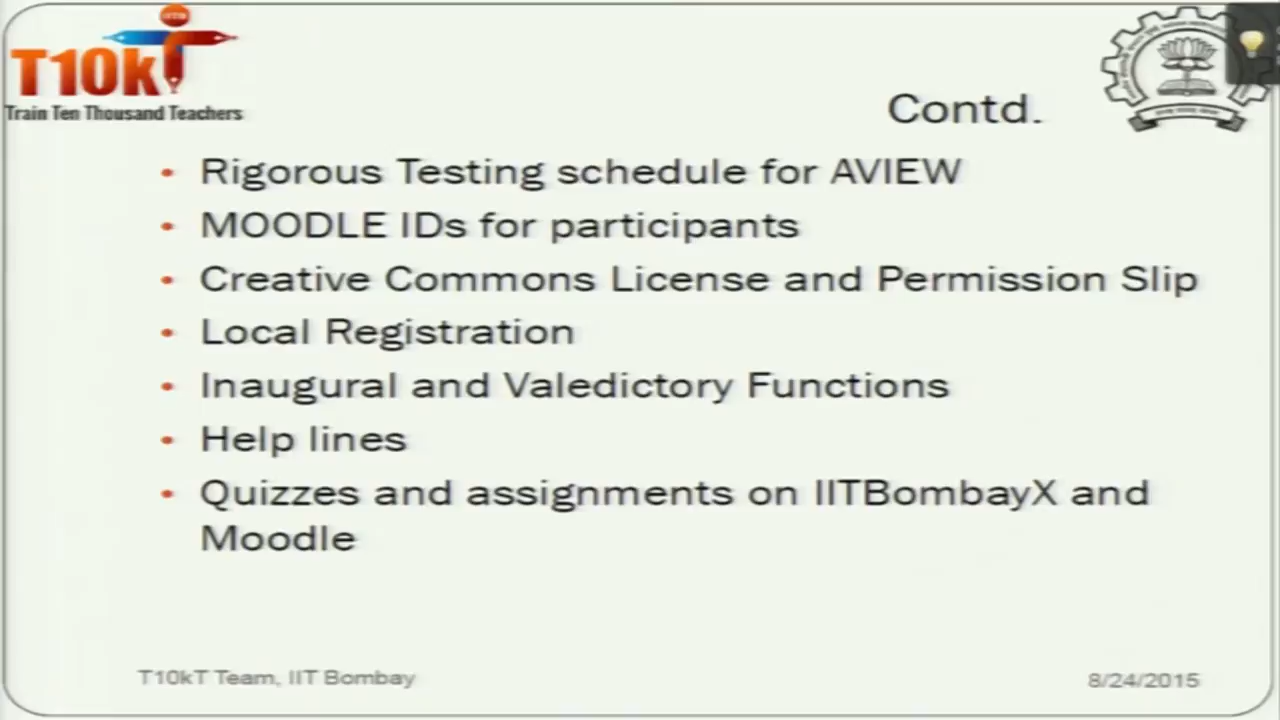 T10kT
Train Ten Thousand Teachers
Contd.
• Rigorous Testing schedule for AVIEW
• MOODLE IDs for participants
• Creative Commons License and Permission Slip
• Local Registration
• Inaugural and Valedictory Functions
• Help lines
• Quizzes and assignments on IITBombayX and
Moodle
T10kT Team, IIT Bombay
8/24/2015